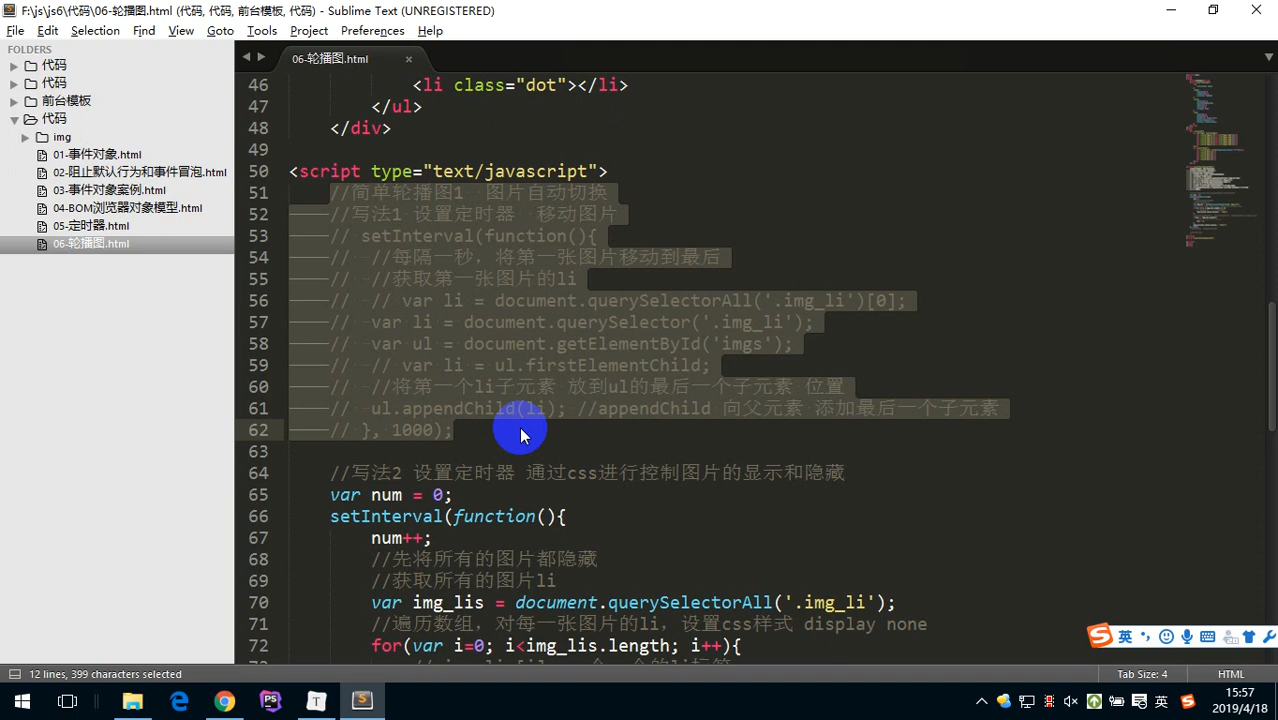 F:\js\js6\代码\06-轮播图.html (代码, 代码, 前台模板, 代码) - Sublime Text (UNREGISTERED)
File Edit Selection Find View Goto Tools Project Preferences Help
FOLDERS
代码
代码
前台模板
代码
img
01-事件对象.html
02-阻止默认行为和事件冒泡.html
03-事件对象案例.html
04-BOM浏览器对象模型.html
05-定时器.html
06-轮播图.html
06-轮播图.html ×
46 <li class="dot"></li>
47 </ul>
48 </div>
49
50 <script type="text/javascript">
51 //简单轮播图1 图片自动切换
52 //写法1 设置定时器 移动图片
53 // setInterval(function(){
54 // //每隔一秒，将第一张图片移动到最后
55 // //获取第一张图片的li
56 // // var li = document.querySelectorAll('.img_li')[0];
57 // var li = document.querySelector('.img_li');
58 // var ul = document.getElementById('imgs');
59 // // var li = ul.firstElementChild;
60 // //将第一个li子元素 放到ul的最后一个子元素 位置
61 // ul.appendChild(li); //appendChild 向父元素 添加最后一个子元素
62 // }, 1000);
63
64 //写法2 设置定时器 通过css进行控制图片的显示和隐藏
65 var num = 0;
66 setInterval(function(){
67 num++;
68 //先将所有的图片都隐藏
69 //获取所有的图片li
70 var img_lis = document.querySelectorAll('.img_li');
71 //遍历数组，对每一张图片的li，设置css样式 display none
72 for(var i=0; i<img_lis.length; i++){
英
12 lines, 399 characters selected
Tab Size: 4
HTML
英
15:57
2019/4/18